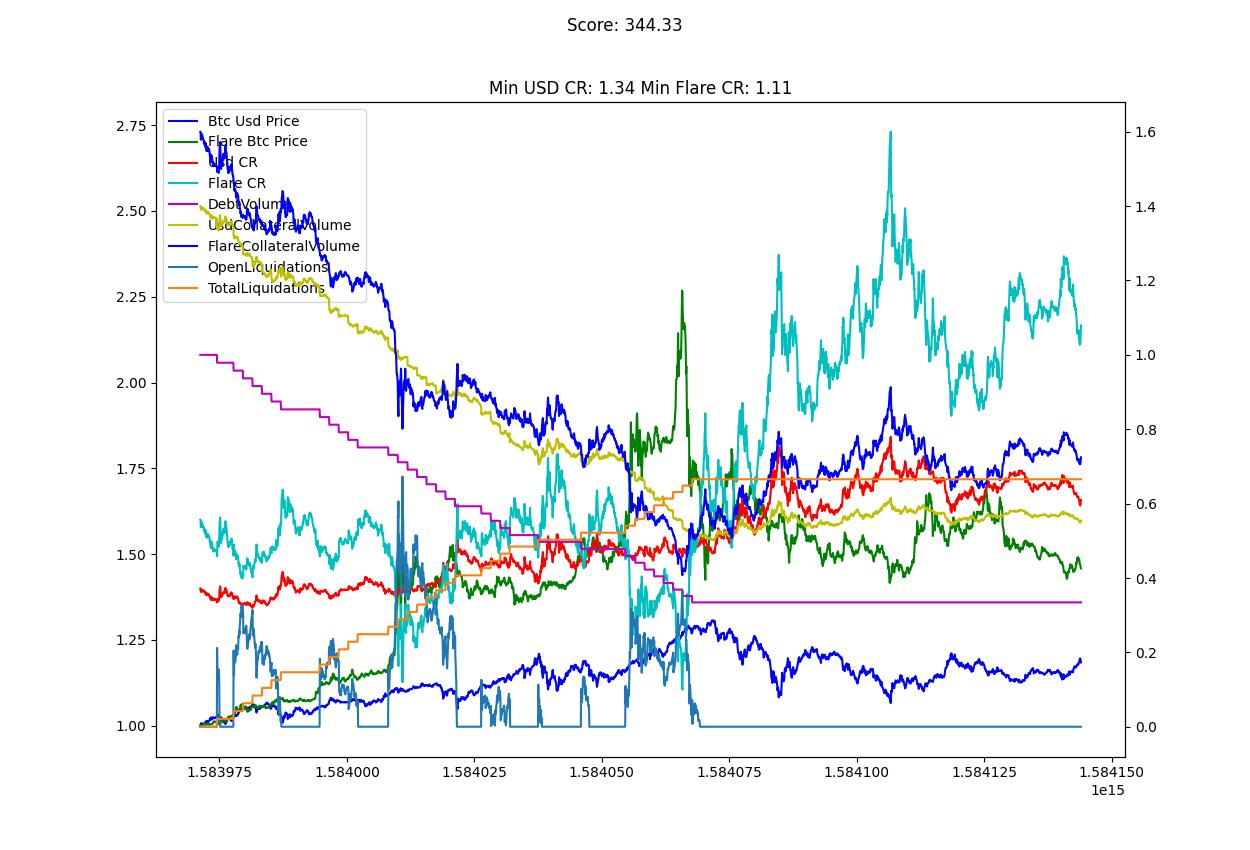 Score: 344.33
Min USD CR: 1.34 Min Flare CR: 1.11
Btc Usd Price
Flare Btc Price
Usd CR
Flare CR
DebtVolume
UsdCollateralVolume
FlareCollateralVolume
OpenLiquidations
TotalLiquidations
2.75
2.50
2.25
2.00
1.75
1.50
1.25
1.00
1.6
1.4
1.2
1.0
0.8
0.6
0.4
0.2
0.0
1.583975 1.584000 1.584025 1.584050 1.584075 1.584100 1.584125 1.584150
1e15